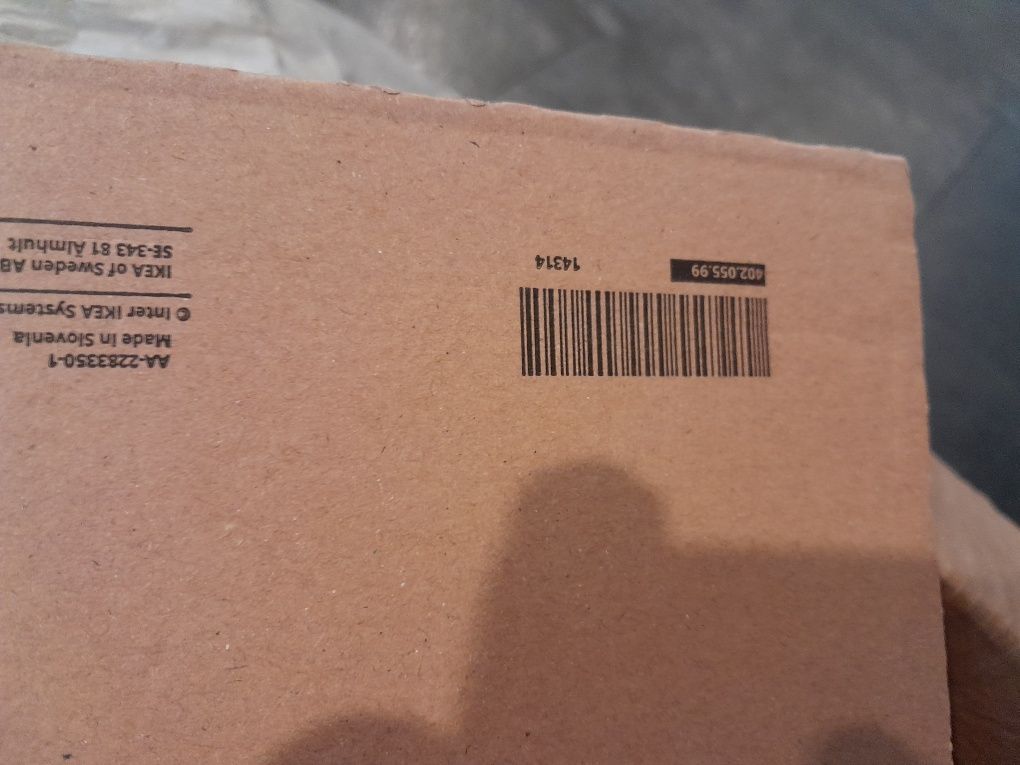 402.055.99
14314
AA-2283350-1
Made in Slovenia
© Inter IKEA Systems
IKEA of Sweden AB
SE-343 81 Älmhult